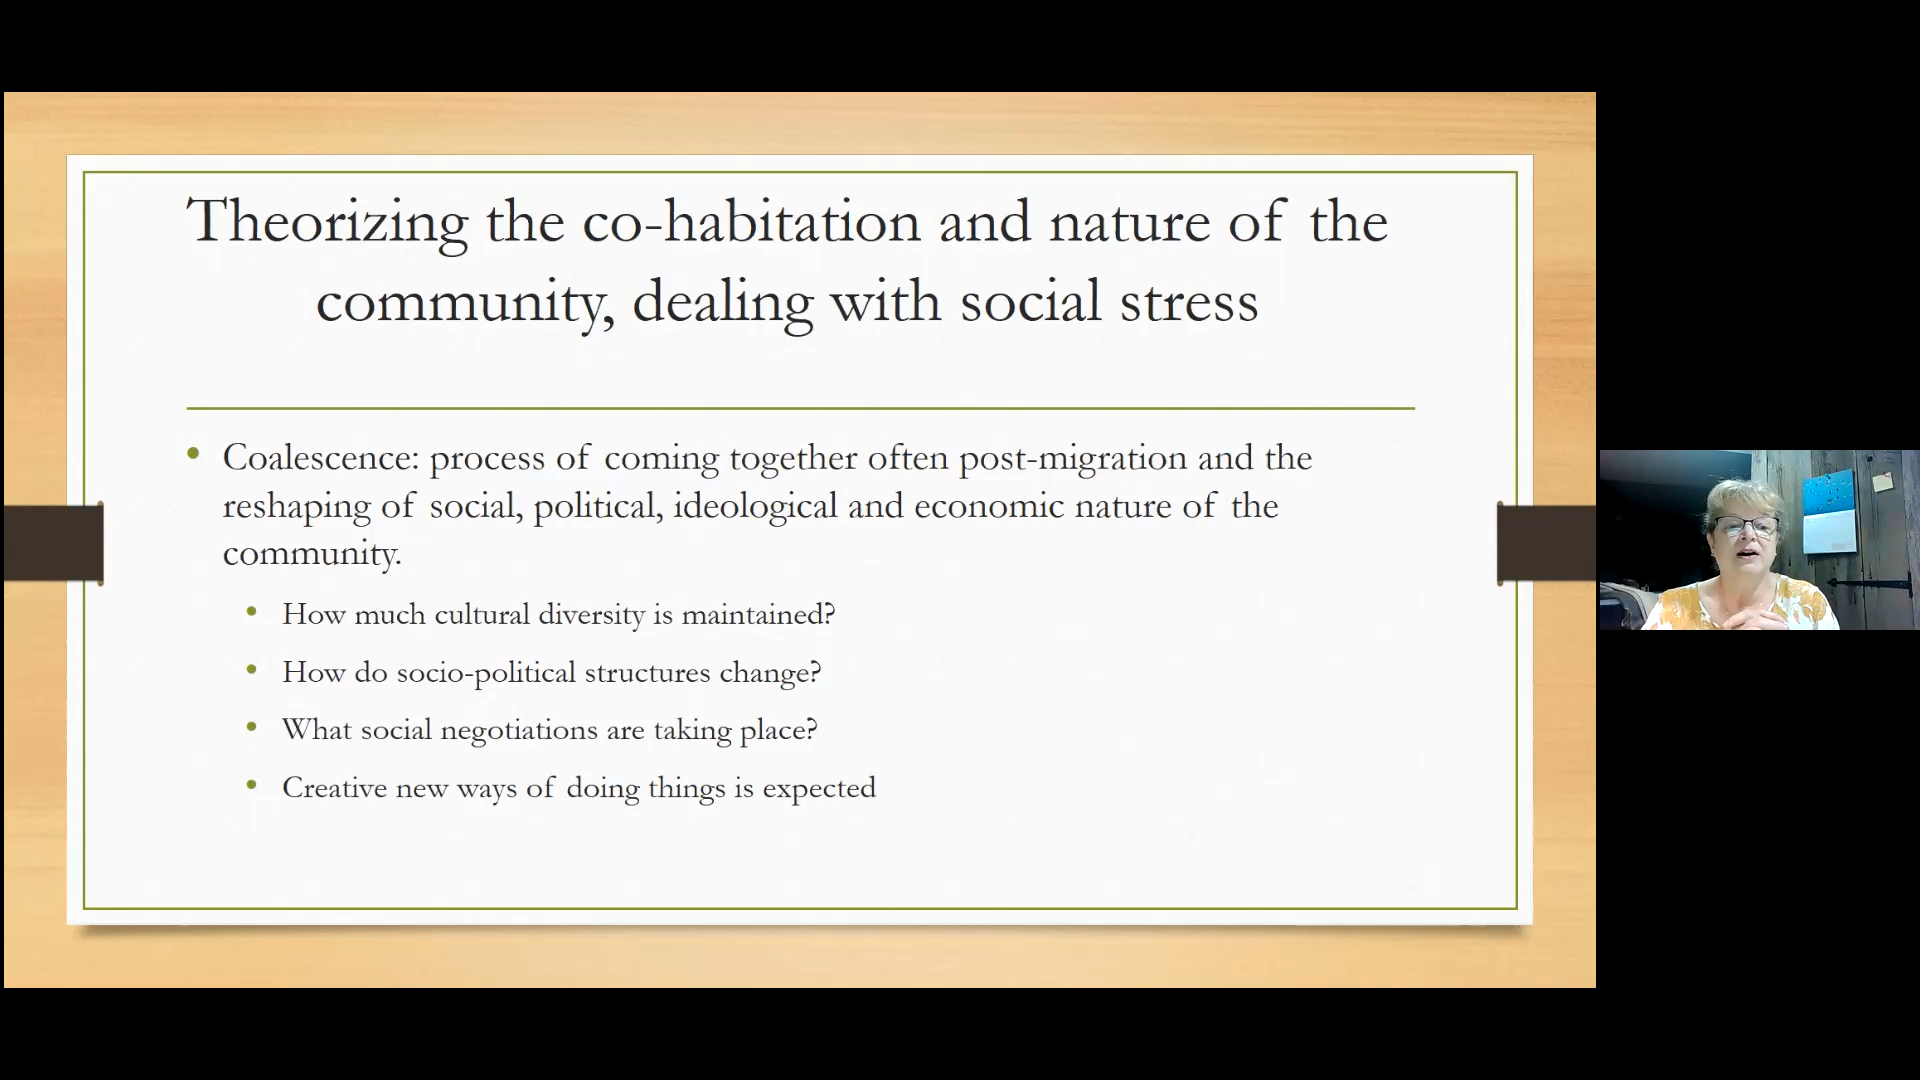 Theorizing the co-habitation and nature of the
community, dealing with social stress
• Coalescence: process of coming together often post-migration and the
reshaping of social, political, ideological and economic nature of the
community.
• How much cultural diversity is maintained?
• How do socio-political structures change?
• What social negotiations are taking place?
• Creative new ways of doing things is expected